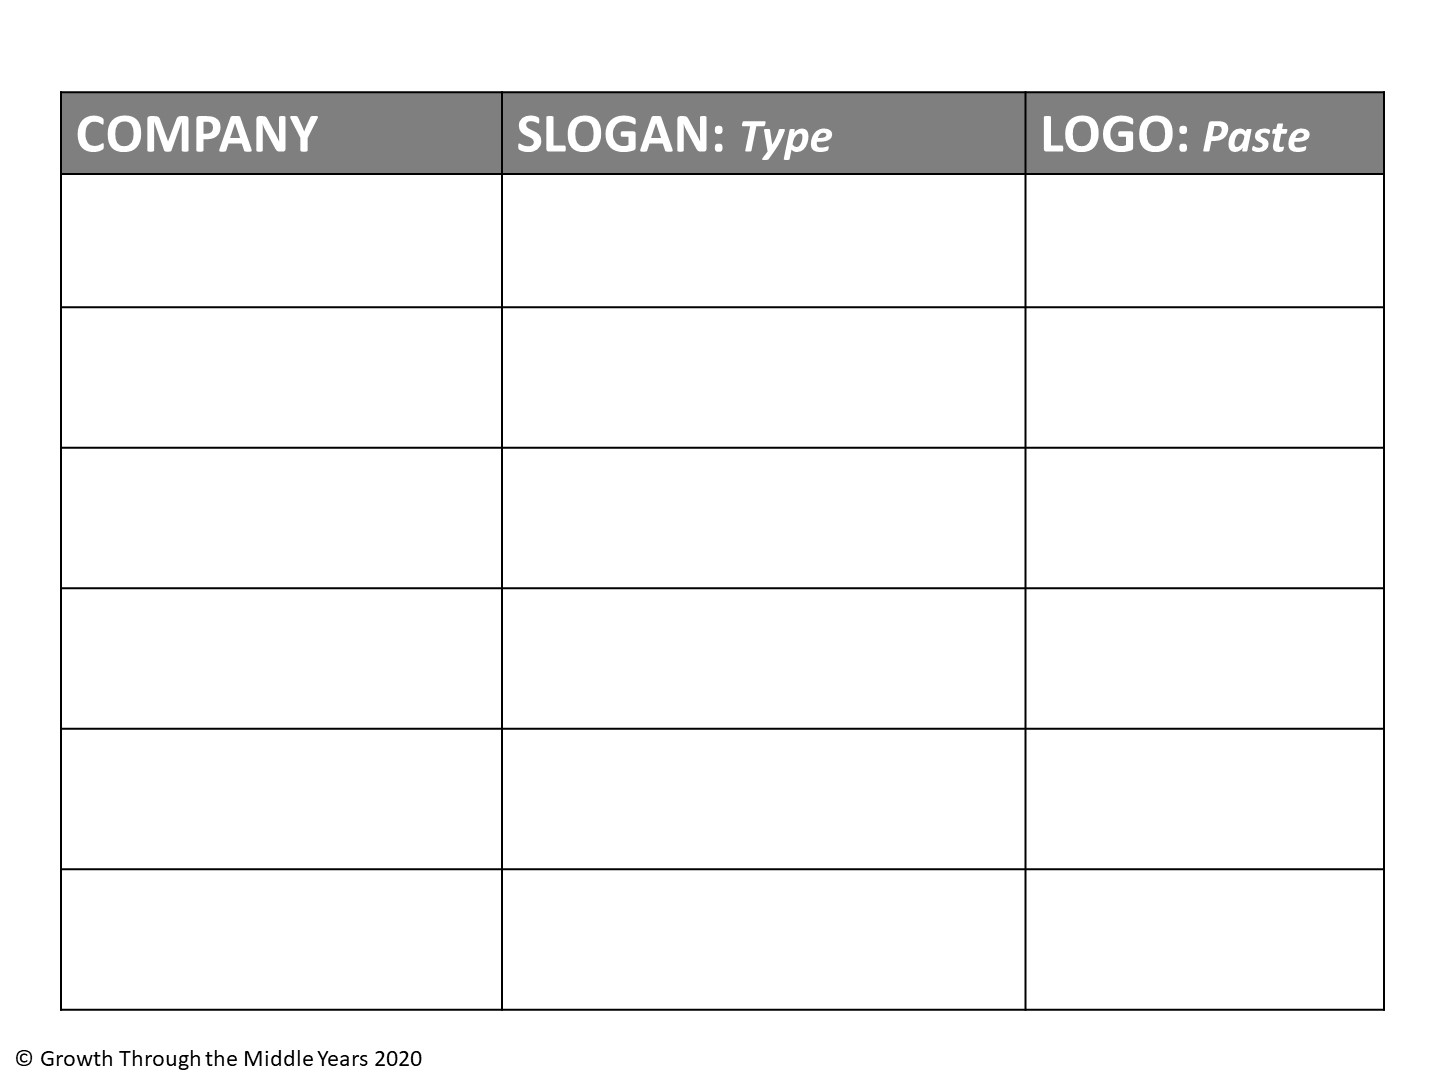 COMPANY SLOGAN: Type LOGO: Paste
© Growth Through the Middle Years 2020